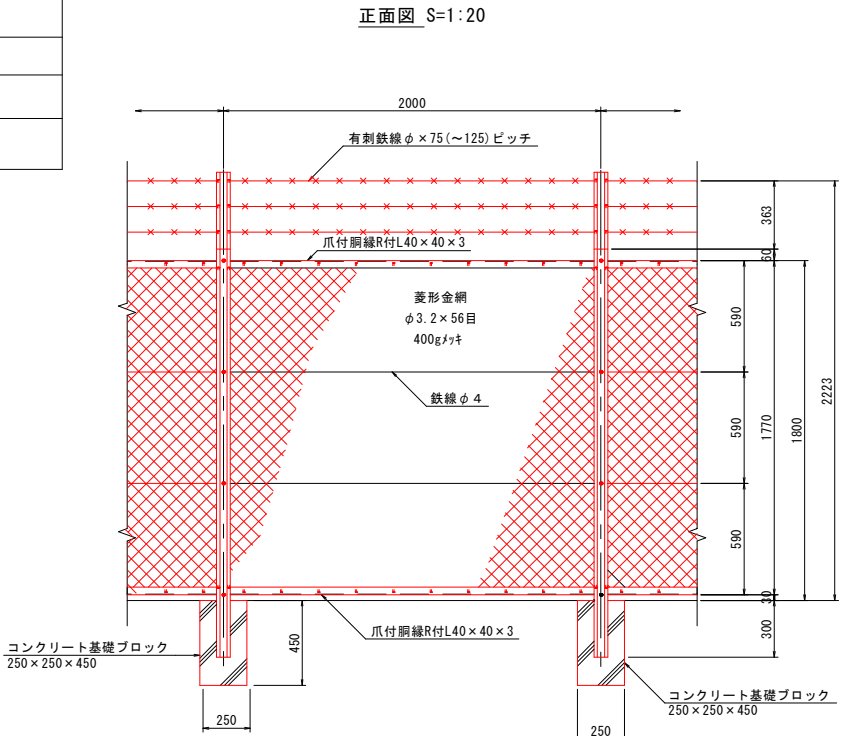 正面図 S=1:20
2000
有刺鉄線φ×75(～125)ピッチ
爪付胴縁R付L40×40×3
菱形金網
φ3.2×56目
400gメッキ
鉄線φ4
爪付胴縁R付L40×40×3
コンクリート基礎ブロック
250×250×450
450
250
コンクリート基礎ブロック
250×250×450
250
363
60
590
590
590
1770
1800
2223
30
300